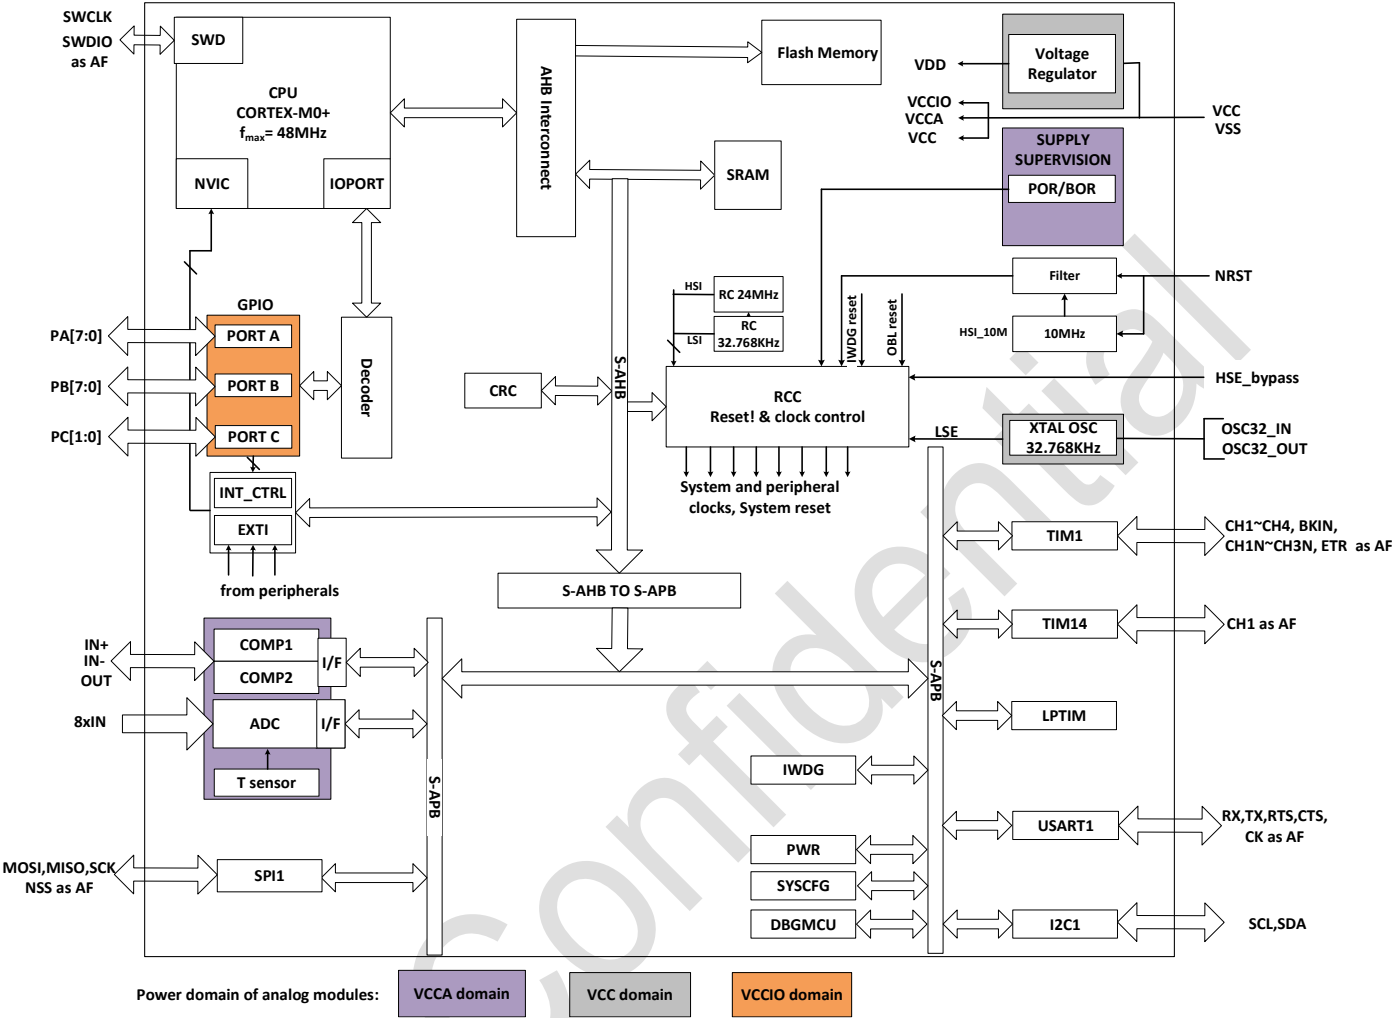 SWCLK
SWDIO
as AF
SWD
CPU
CORTEX-M0+
fmax= 48MHz
NVIC
IOPORT
AHB Interconnect
Flash Memory
SRAM
Voltage
Regulator
VDD
VCCIO
VCCA
VCC
VCC
VSS
SUPPLY
SUPERVISION
POR/BOR
Filter
NRST
HSI_10M
10MHz
HSI
RC 24MHz
LSI
RC
32.768KHz
IWDG reset
OBL reset
GPIO
PA[7:0]
PORT A
PB[7:0]
PORT B
PC[1:0]
PORT C
Decoder
CRC
S-AHB
RCC
Reset! & clock control
HSE_bypass
LSE
XTAL OSC
32.768KHz
OSC32_IN
OSC32_OUT
System and peripheral
clocks, System reset
INT_CTRL
EXTI
from peripherals
S-AHB TO S-APB
TIM1
CH1~CH4, BKIN,
CH1N~CH3N, ETR as AF
TIM14
CH1 as AF
IN+
IN-
OUT
COMP1
COMP2
I/F
8xIN
ADC
I/F
T sensor
S-APB
S-APB
LPTIM
IWDG
USART1
RX,TX,RTS,CTS,
CK as AF
PWR
SYSCFG
DBGMCU
I2C1
SCL,SDA
MOSI,MISO,SCK
NSS as AF
SPI1
Confidential
Power domain of analog modules:
VCCA domain
VCC domain
VCCIO domain